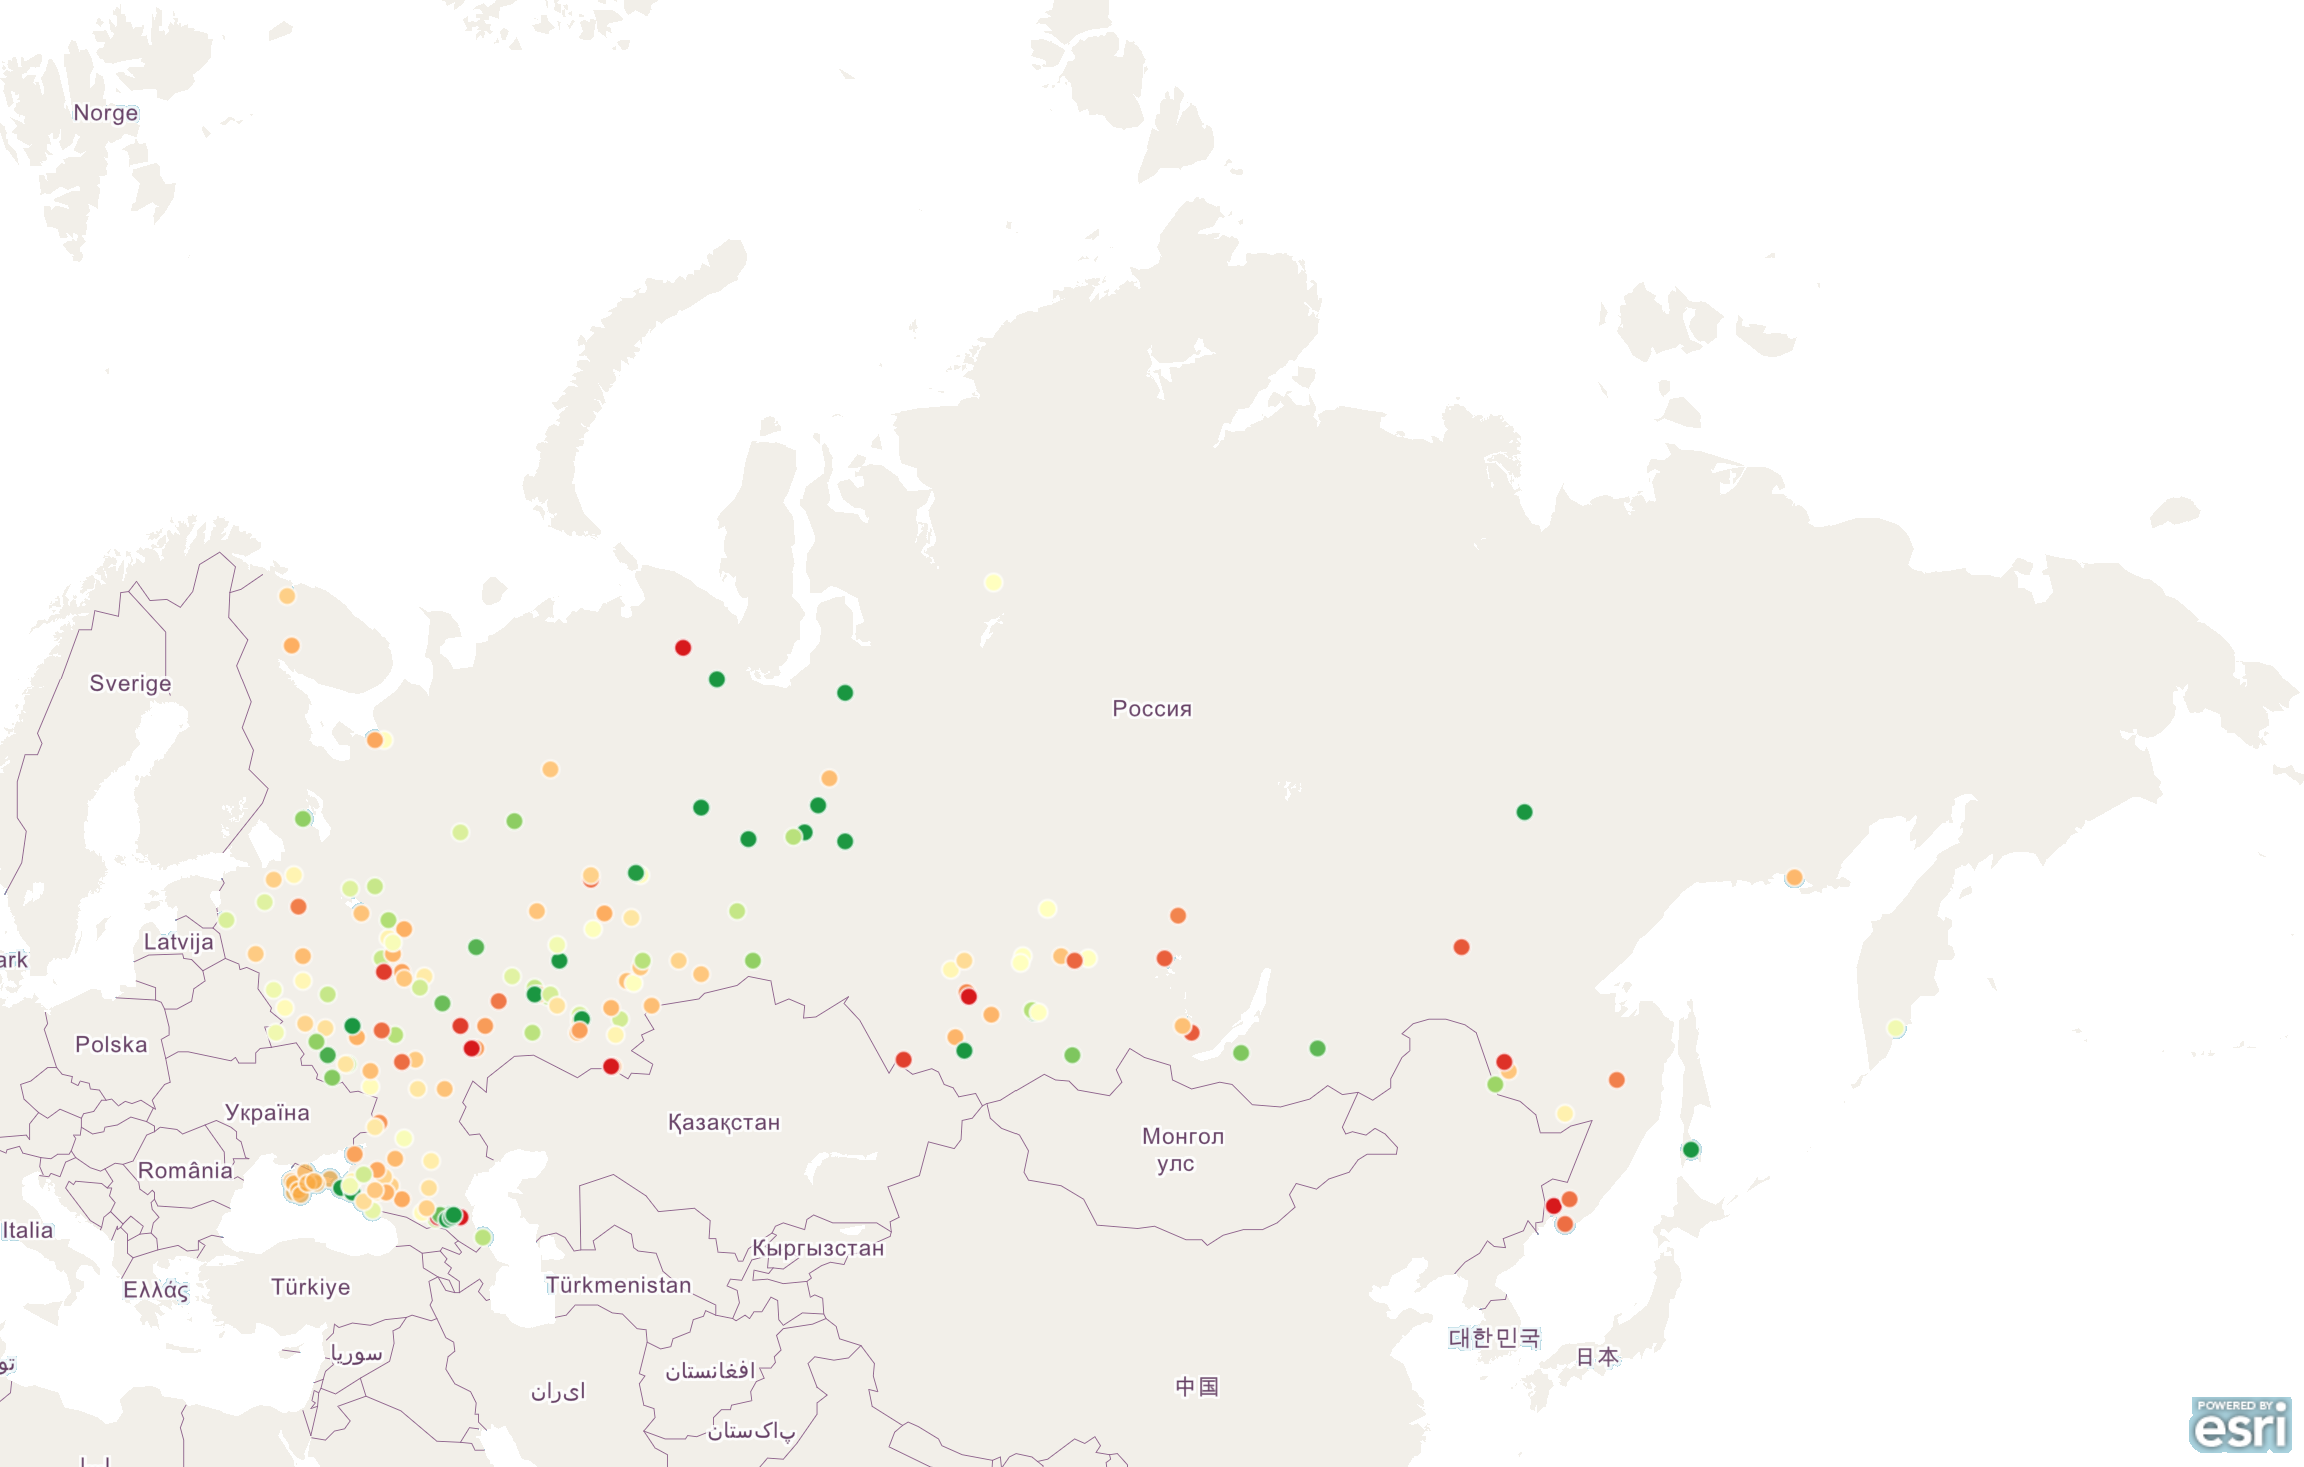 Norge
Sverige
Россия
Latvija
ark
Polska
Україна
Қазақстан
Монгол
улс
România
Italia
Кыргызстан
Ελλάς
Türkiye
Türkmenistan
대한민국
سوریا
日本
افغانستان
ایران
中国
پاکستان
POWERED BY
esri